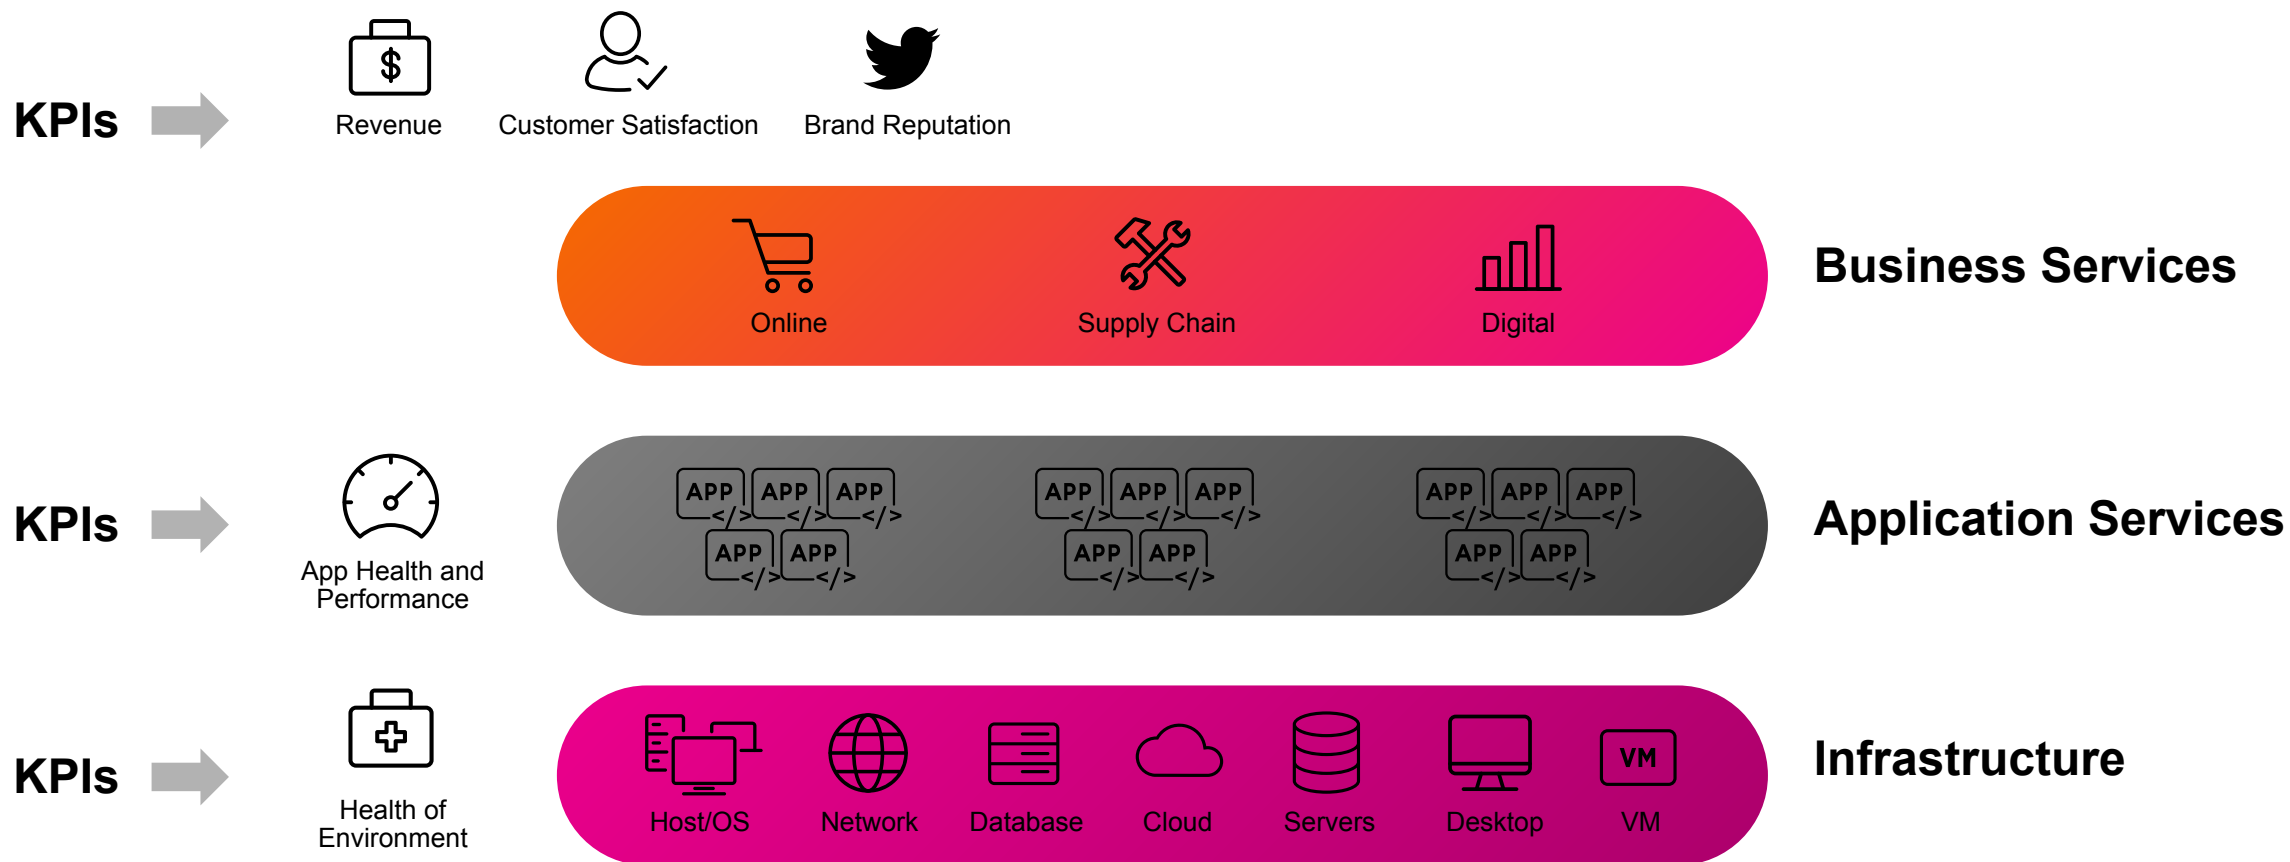 KPIs
$
Revenue
Customer Satisfaction
Brand Reputation
Online
Supply Chain
Digital
Business Services
KPIs
App Health and
Performance
APP APP APP
</> </> </>
APP APP
</> </>
APP APP APP
</> </> </>
APP APP
</> </>
APP APP APP
</> </> </>
APP APP
</> </>
Application Services
KPIs
Health of
Environment
Host/OS
Network
Database
Cloud
Servers
Desktop
VM
VM
Infrastructure